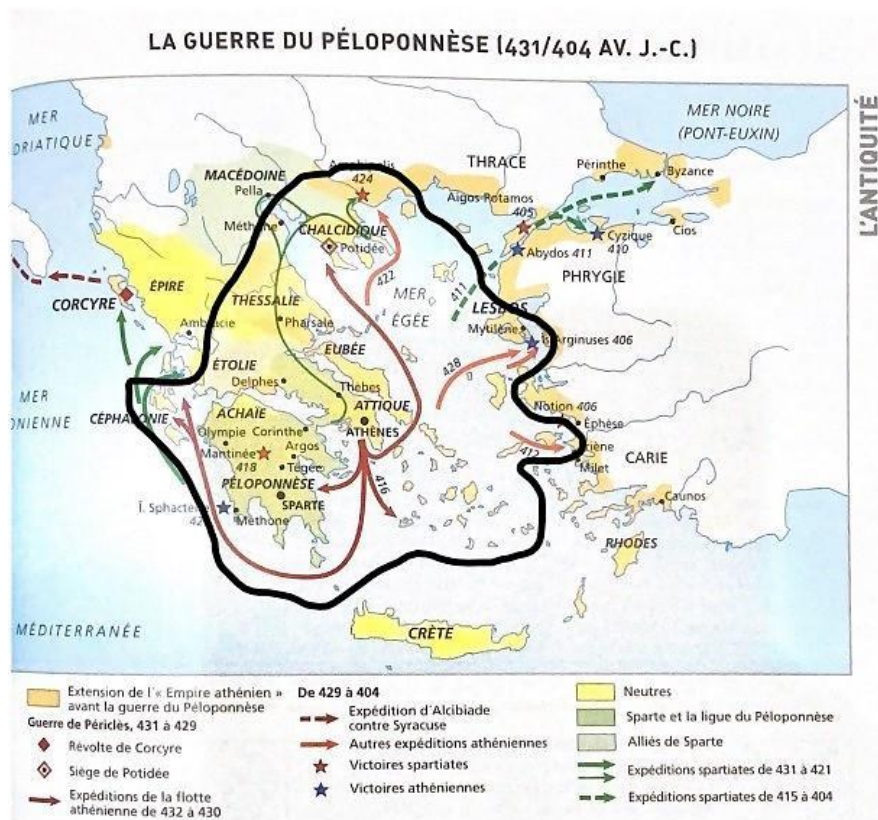 LA GUERRE DU PÉLOPONNÈSE (431/404 AV. J.-C.)
L'ANTIQUITÉ
MER
DRIATIQUE
MER NOIRE
(PONT-EUXIN)
THRACE
Périnthe
Byzance
MACÉDOINE
424
Pella
Aigos Potamos
405
Méthone
CHALCIDIQUE
Potidée
Abydos 411
Cyzique
410
Cios
PHRYGIE
422
411
ÉPIRE
MER
ÉGÉE
CORCYRE
THESSALIE
LESBOS
Pharsale
Mytilène
Arginuses 406
EUBÉE
ÉTOLIE
428
Delphes
Thèbes
MER
ONIENNE
CÉPHALONIE
ACHAÏE
ATTIQUE
Notion 406
Éphèse
Olympie
Corinthe
ATHÈNES
Mantinée
Argos
412
418
Tégée
Milet
CARIE
PÉLOPONNÈSE
416
SPARTE
Caunos
Î. Sphactérie
Méthone
RHODES
MÉDITERRANÉE
CRÈTE
Extension de l'« Empire athénien »
avant la guerre du Péloponnèse
Guerre de Périclès, 431 à 429
Révolte de Corcyre
Siège de Potidée
Expéditions de la flotte
athénienne de 432 à 430
De 429 à 404
Expédition d'Alcibiade
contre Syracuse
Autres expéditions athéniennes
Victoires spartiates
Victoires athéniennes
Neutres
Sparte et la ligue du Péloponnèse
Alliés de Sparte
Expéditions spartiates de 431 à 421
Expéditions spartiates de 415 à 404